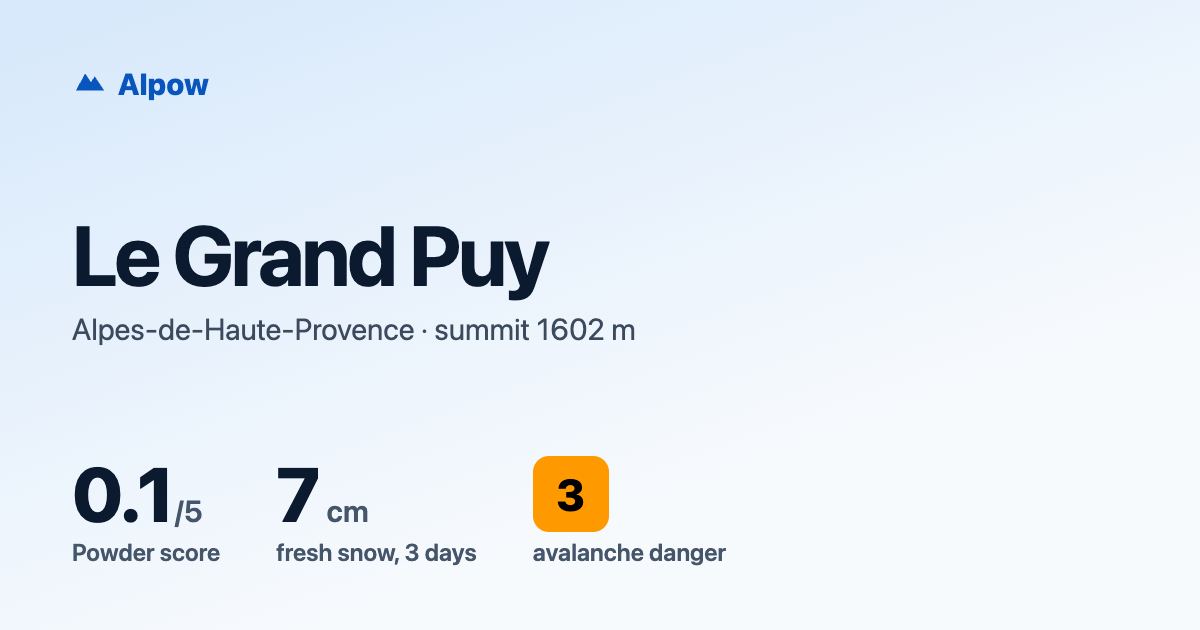 Alpow
Le Grand Puy
Alpes-de-Haute-Provence · summit 1602 m
0.1/5
Powder score
7 cm
fresh snow, 3 days
3
avalanche danger